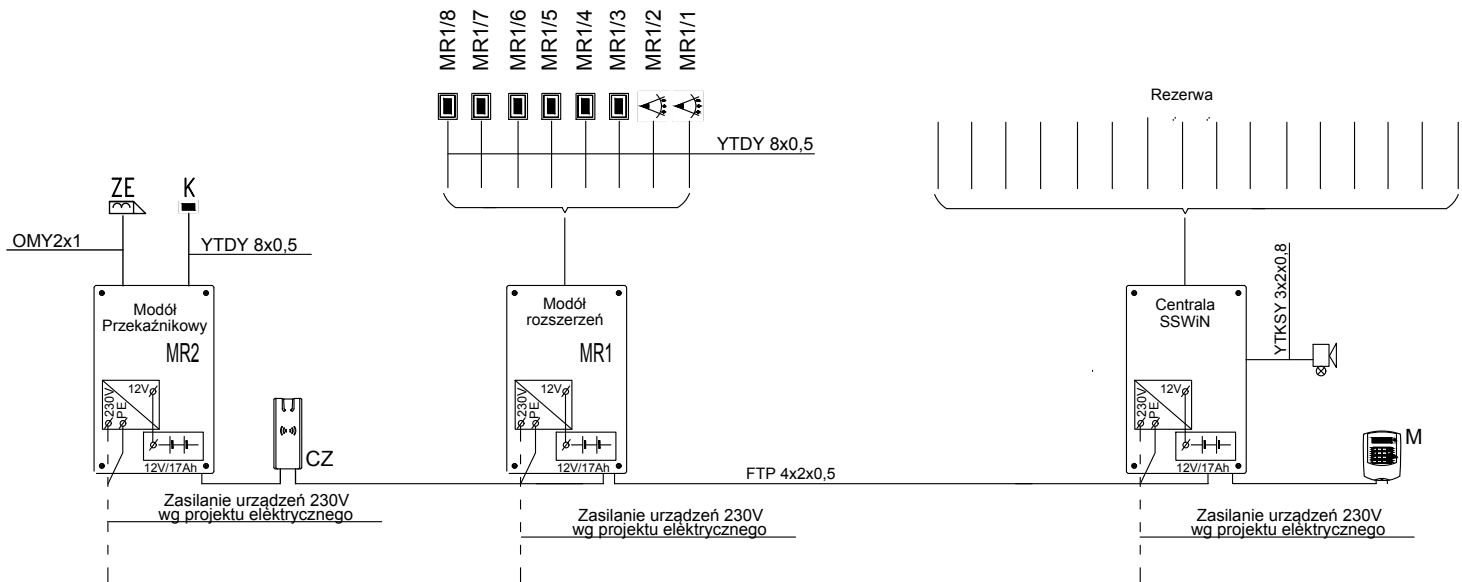 MR1/8
MR1/7
MR1/6
MR1/5
MR1/4
MR1/3
MR1/2
MR1/1
Rezerwa
YTDY 8x0,5
ZE
K
OMY2x1
YTDY 8x0,5
YTKSY 3x2x0,8
Modół
Przekaźnikowy
MR2
Modół
rozszerzeń
MR1
Centrala
SSWiN
230V
PE
12V
12V/17Ah
CZ
230V
PE
12V
12V/17Ah
FTP 4x2x0,5
230V
PE
12V
12V/17Ah
M
Zasilanie urządzeń 230V
wg projektu elektrycznego
Zasilanie urządzeń 230V
wg projektu elektrycznego
Zasilanie urządzeń 230V
wg projektu elektrycznego